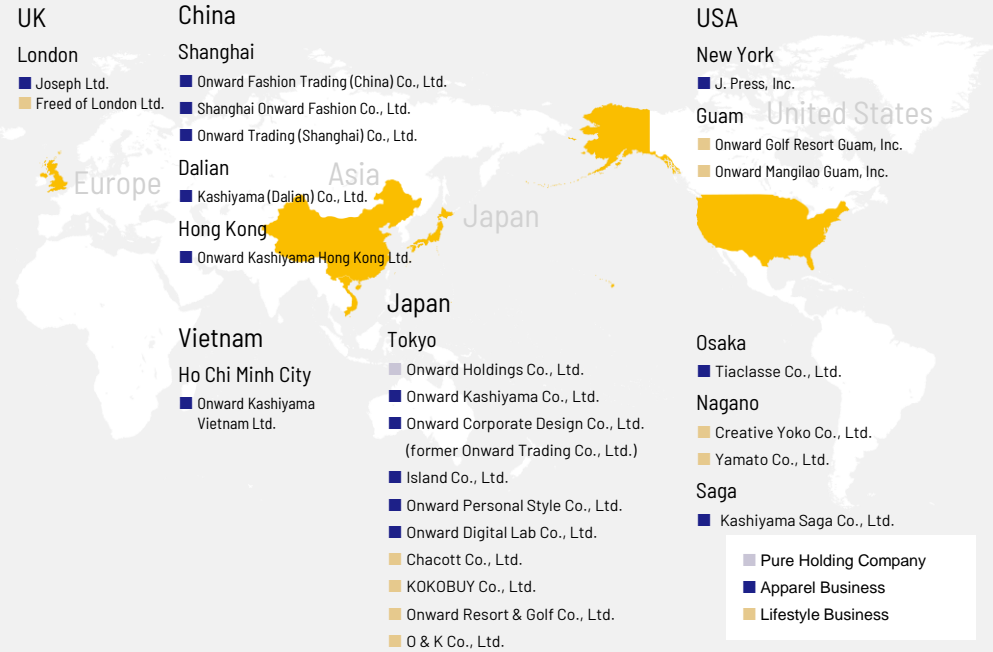 UK
London
Joseph Ltd.
Freed of London Ltd.
China
Shanghai
Onward Fashion Trading (China) Co., Ltd.
Shanghai Onward Fashion Co., Ltd.
Onward Trading (Shanghai) Co., Ltd.
Dalian
Kashiyama (Dalian) Co., Ltd.
Hong Kong
Onward Kashiyama Hong Kong Ltd.
USA
New York
J. Press, Inc.
Guam
Onward Golf Resort Guam, Inc.
Onward Mangilao Guam, Inc.
United States
Europe
Asia
Japan
Vietnam
Ho Chi Minh City
Onward Kashiyama
Vietnam Ltd.
Japan
Tokyo
Onward Holdings Co., Ltd.
Onward Kashiyama Co., Ltd.
Onward Corporate Design Co., Ltd.
(former Onward Trading Co., Ltd.)
Island Co., Ltd.
Onward Personal Style Co., Ltd.
Onward Digital Lab Co., Ltd.
Chacott Co., Ltd.
KOKOBUY Co., Ltd.
Onward Resort & Golf Co., Ltd.
O & K Co., Ltd.
Osaka
Tiaclasse Co., Ltd.
Nagano
Creative Yoko Co., Ltd.
Yamato Co., Ltd.
Saga
Kashiyama Saga Co., Ltd.
Pure Holding Company
Apparel Business
Lifestyle Business